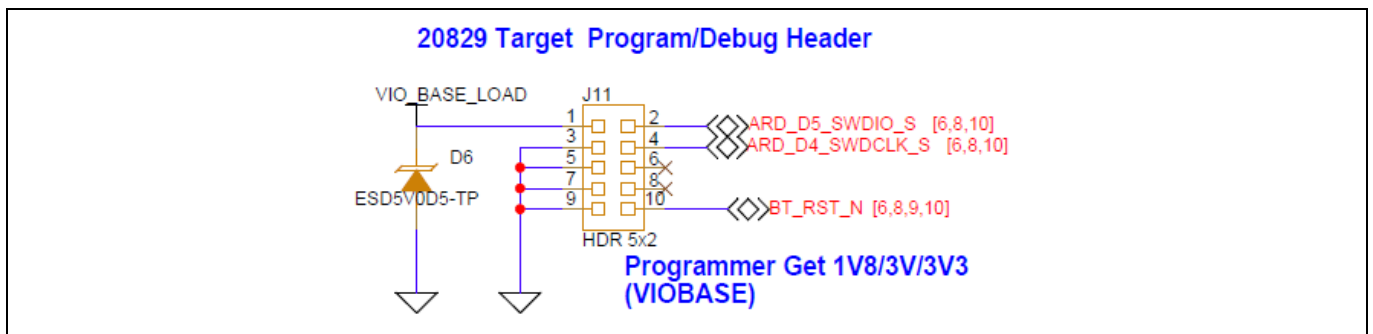 20829 Target Program/Debug Header
VIO_BASE_LOAD
J11
1
2
ARD_D5_SWDIO_S [6,8,10]
3
4
ARD_D4_SWDCLK_S [6,8,10]
D6
5
6
7
8
ESD5V0D5-TP
9
10
BT_RST_N [6,8,9,10]
HDR 5x2
Programmer Get 1V8/3V/3V3
(VIOBASE)